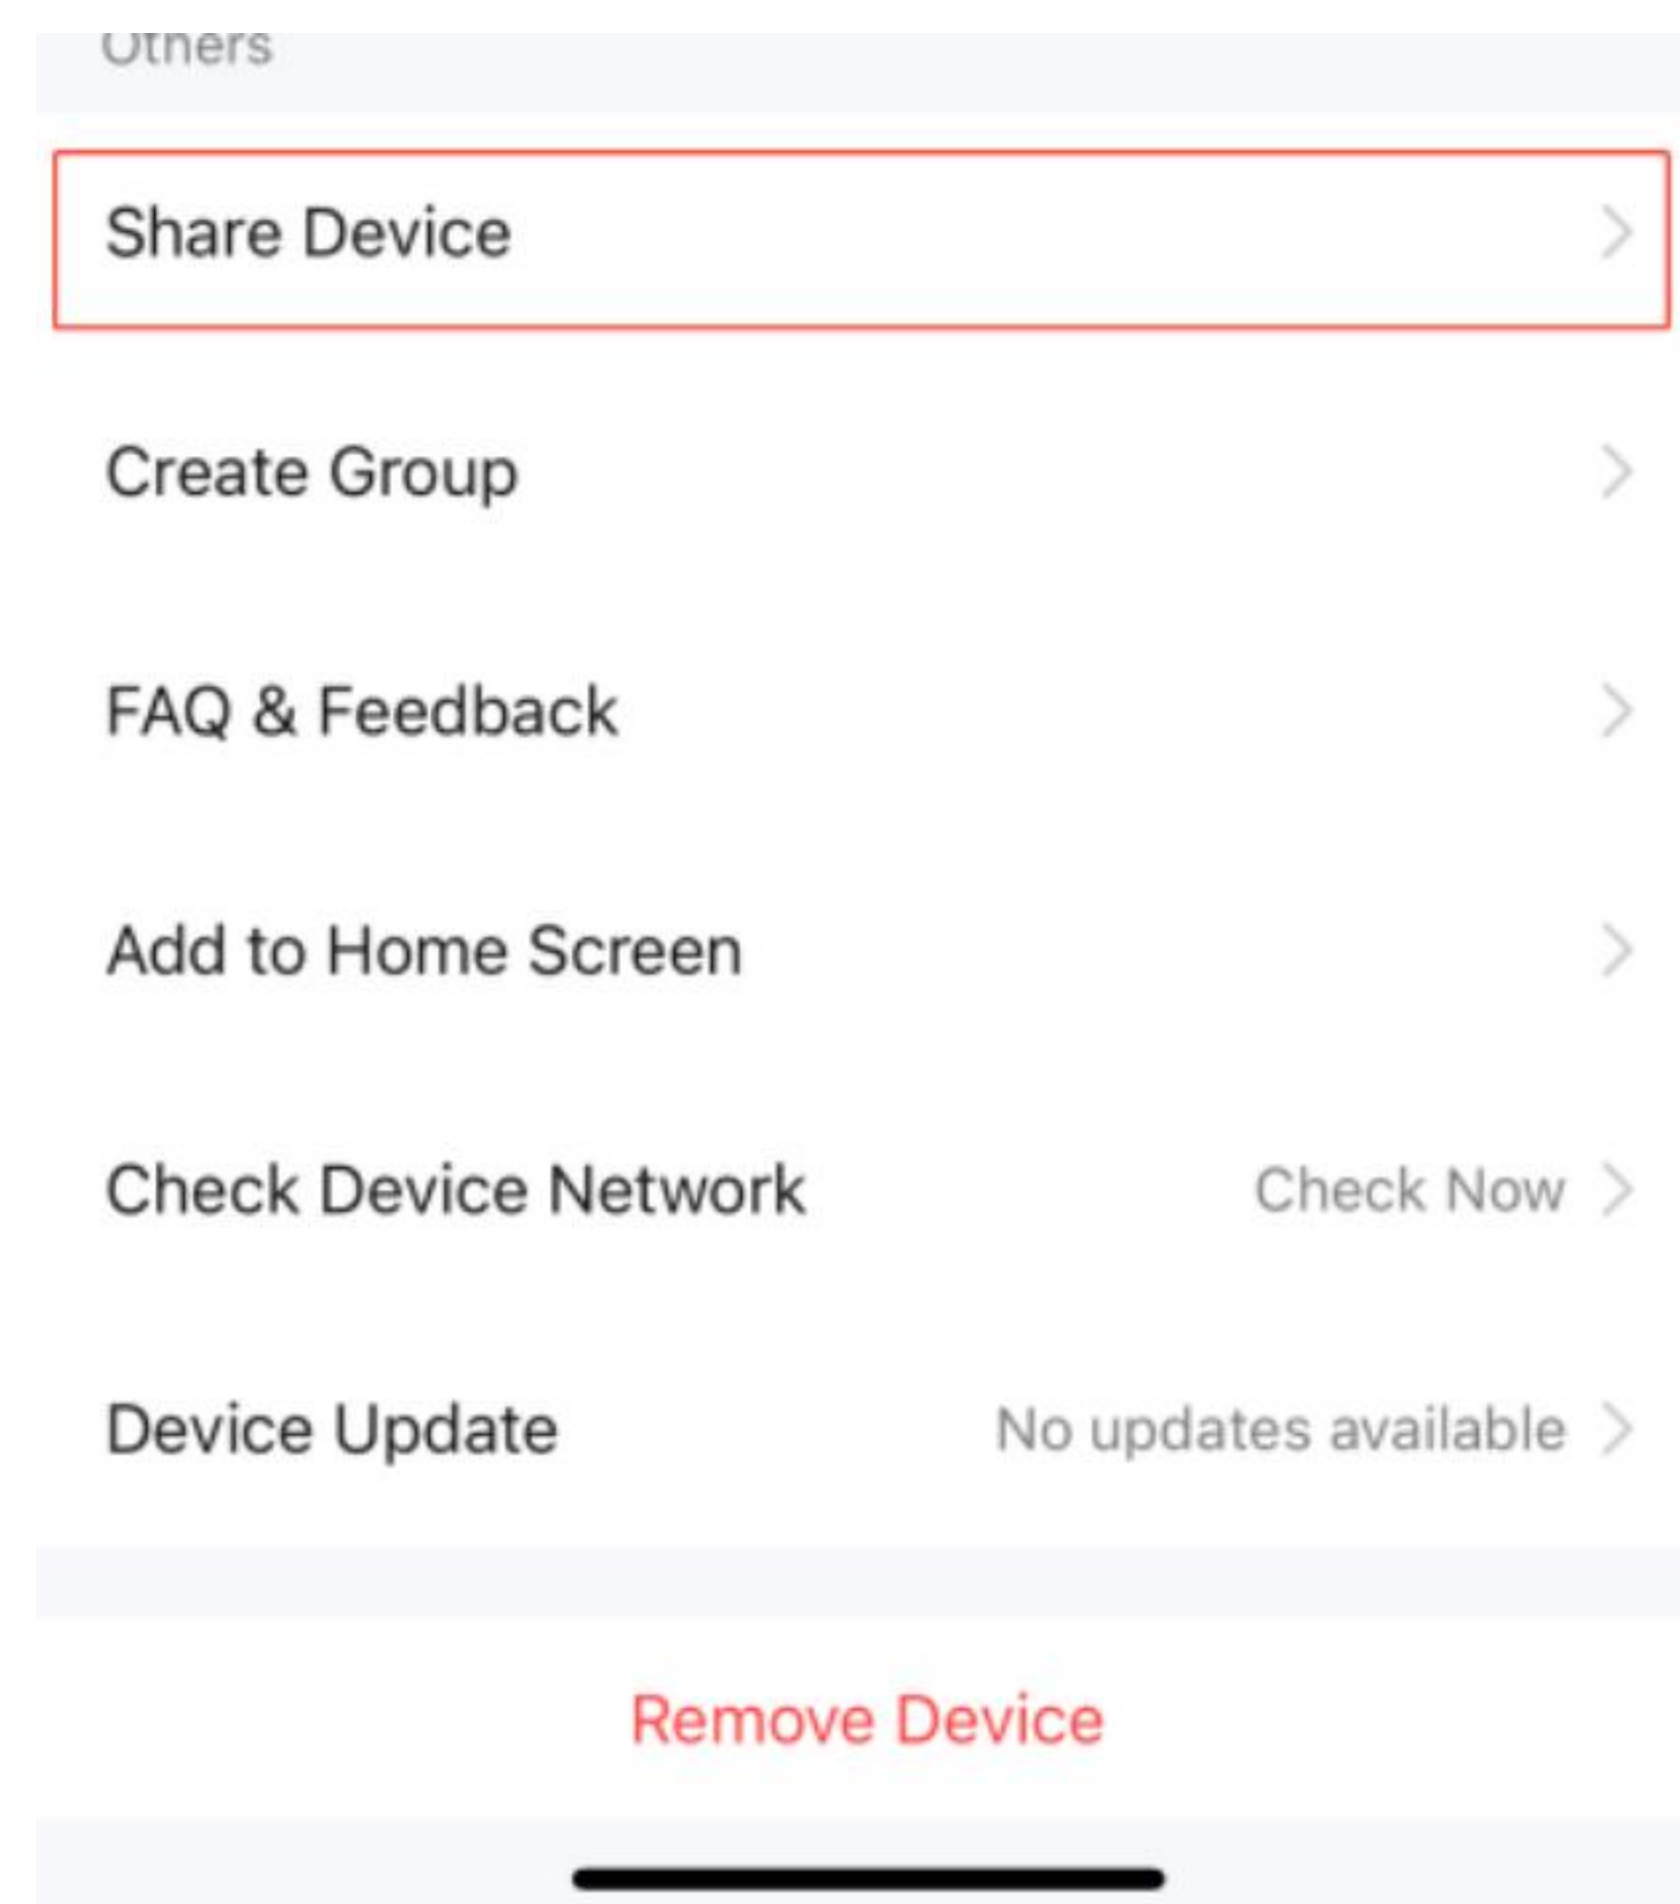 Others
Share Device
Create Group
FAQ & Feedback
Add to Home Screen
Check Device Network Check Now
Device Update No updates available
Remove Device